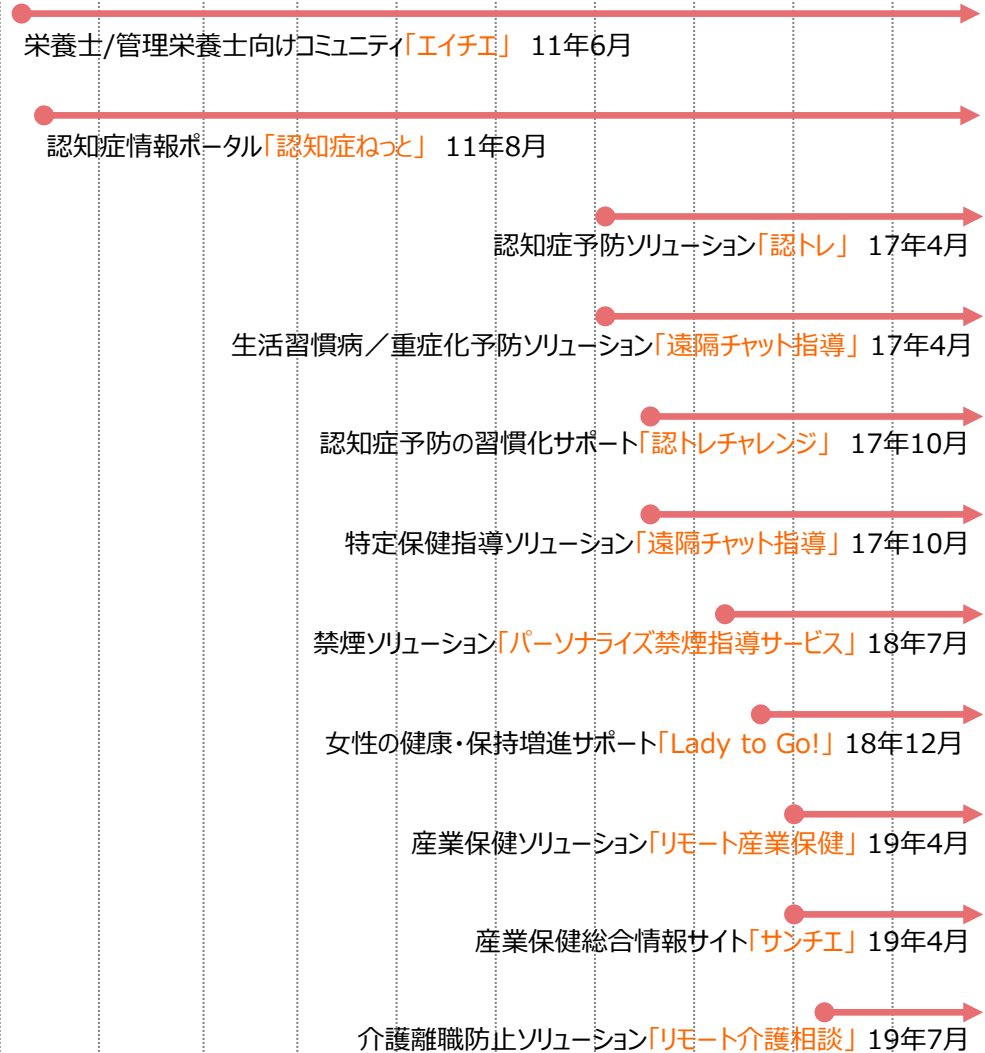 栄養士/管理栄養士向けコミュニティ「エイチエ」 11年6月
認知症情報ポータル「認知症ねっと」 11年8月
認知症予防ソリューション「認トレ」 17年4月
生活習慣病／重症化予防ソリューション「遠隔チャット指導」 17年4月
認知症予防の習慣化サポート「認トレチャレンジ」 17年10月
特定保健指導ソリューション「遠隔チャット指導」 17年10月
禁煙ソリューション「パーソナライズ禁煙指導サービス」 18年7月
女性の健康・保持増進サポート「Lady to Go!」 18年12月
産業保健ソリューション「リモート産業保健」 19年4月
産業保健総合情報サイト「サンチエ」 19年4月
介護離職防止ソリューション「リモート介護相談」 19年7月